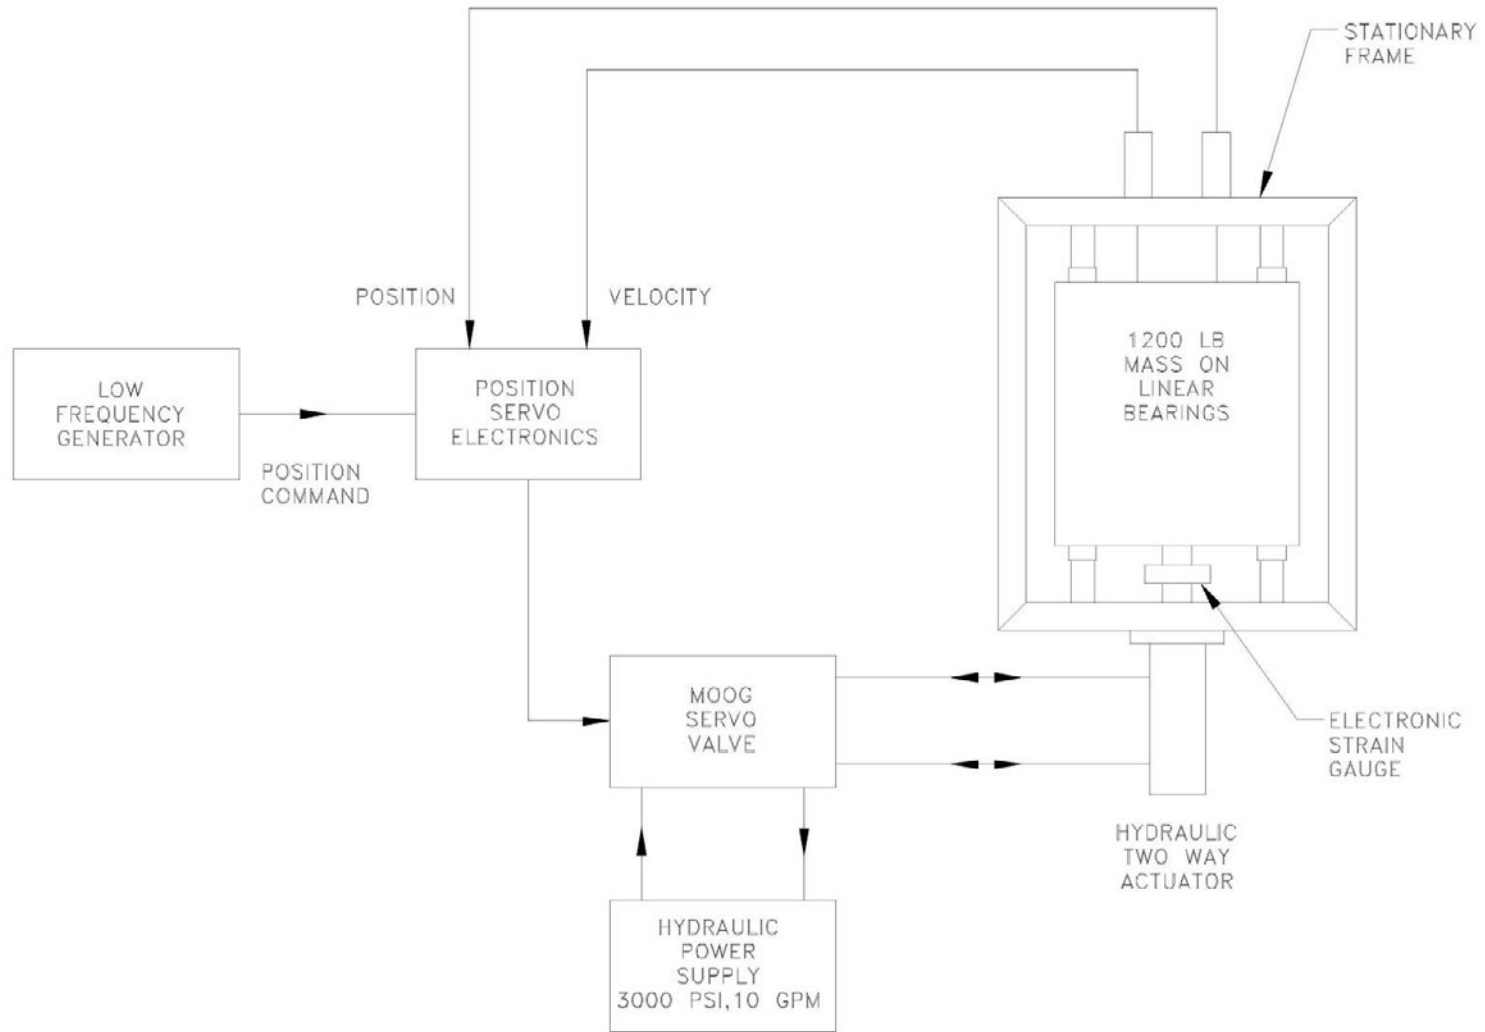 STATIONARY
FRAME
POSITION
VELOCITY
LOW
FREQUENCY
GENERATOR
POSITION
COMMAND
POSITION
SERVO
ELECTRONICS
1200 LB
MASS ON
LINEAR
BEARINGS
MOOG
SERVO
VALVE
ELECTRONIC
STRAIN
GAUGE
HYDRAULIC
TWO WAY
ACTUATOR
HYDRAULIC
POWER
SUPPLY
3000 PSI,10 GPM